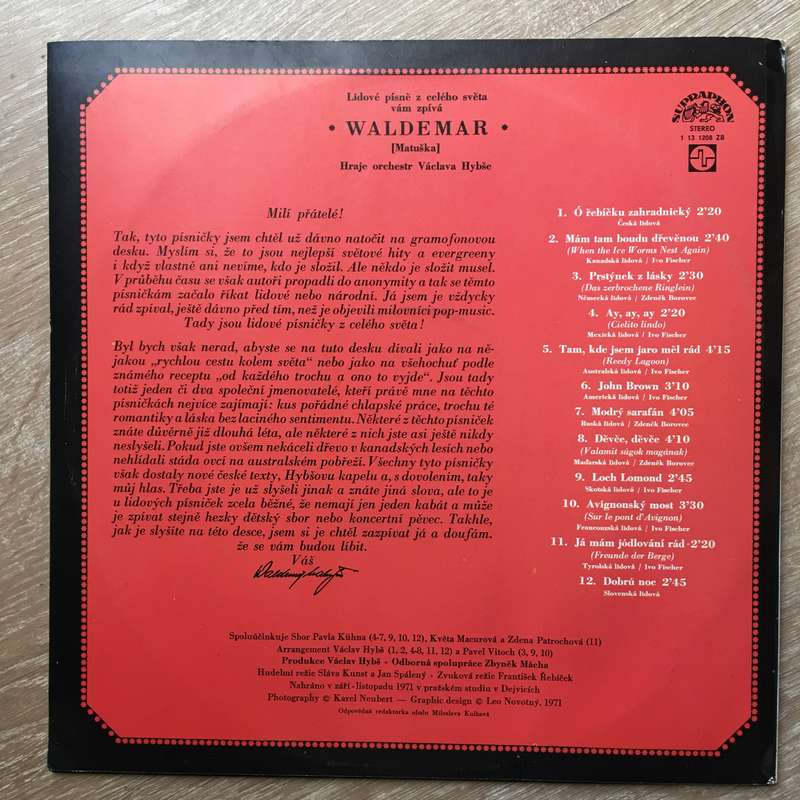 Lidové písně z celého světa
vám zpívá
• WALDEMAR •
[Matuška]
Hraje orchestr Václava Hybše
SUPRAPHON
STEREO
1 13 1208 ZB
Milí přátelé!
Tak, tyto písničky jsem chtěl už dávno natočit na gramofonovou
desku. Myslím si, že to jsou nejlepší světové hity a evergreeny
i když vlastně ani nevíme, kdo je složil. Ale někdo je složit musel.
V průběhu času se však autoři propadli do anonymity a tak se těmto
písničkám začalo říkat lidové nebo národní. Já jsem je vždycky
rád zpíval, ještě dávno před tím, než je objevili milovníci pop-music.
Tady jsou lidové písničky z celého světa!
Byl bych však nerad, abyste se na tuto desku dívali jako na ně-
jakou „rychlou cestu kolem světa“ nebo jako na všehochuť podle
známého receptu „od každého trochu a ono to vyjde“. Jsou tady
totiž jeden či dva společní jmenovatelé, kteří právě mne na těchto
písničkách nejvíce zajímají: kus pořádné chlapské práce, trochu té
romantiky a láska bez laciného sentimentu. Některé z těchto písniček
znáte důvěrně již dlouhá léta, ale některé z nich jste asi ještě nikdy
neslyšeli. Pokud jste ovšem nekáceli dřevo v kanadských lesích nebo
nehlídali stáda ovcí na australském pobřeží. Všechny tyto písničky
však dostaly nové české texty, Hybšovu kapelu a, s dovolením, taky
můj hlas. Třeba jste je už slyšeli jinak a znáte jiná slova, ale to je
u lidových písniček zcela běžné, že nemají jen jeden kabát a může
je zpívat stejně hezky dětský sbor nebo koncertní pěvec. Takhle,
jak je slyšíte na této desce, jsem si je chtěl zazpívat já a doufám.
že se vám budou líbit.
Váš
1. Ó řebíčku zahradnický 2’20
Česká lidová
2. Mám tam boudu dřevěnou 2’40
(When the Ice Worms Nest Again)
Kanadská lidová / Ivo Fischer
3. Prstýnek z lásky 2’30
(Das zerbrochene Ringlein)
Německá lidová / Zdeněk Borovec
4. Ay, ay, ay 2’20
(Cielito lindo)
Mexická lidová / Ivo Fischer
5. Tam, kde jsem jaro měl rád 4’15
(Reedy Lagoon)
Australská lidová / Ivo Fischer
6. John Brown 3’10
Americká lidová / Ivo Fischer
7. Modrý sarafán 4’05
Ruská lidová / Zdeněk Borovec
8. Děvče, děvče 4’10
(Valamit súgok magának)
Maďarská lidová / Zdeněk Borovec
9. Loch Lomond 2’45
Skotská lidová / Ivo Fischer
10. Avignonský most 3’30
(Sur le pont d’Avignon)
Francouzská lidová / Ivo Fischer
11. Já mám jódlování rád 2’20
(Freunde der Berge)
Tyrolská lidová / Ivo Fischer
12. Dobrú noc 2’45
Slovenská lidová
Spoluúčinkuje Sbor Pavla Kühna (4-7, 9, 10, 12), Květa Macurová a Zdena Patrochová (11)
Arrangement Václav Hybš (1, 2, 4-8, 11, 12) a Pavel Vitoch (3, 9, 10)
Produkce Václav Hybš - Odborná spolupráce Zbyněk Mácha
Hudební režie Sláva Kunst a Jan Spálený - Zvuková režie František Řebíček
Nahráno v září-listopadu 1971 v pražském studiu v Dejvicích
Photography © Karel Neubert — Graphic design © Leo Novotný, 1971
Odpovědná redaktorka obalu Miloslava Kulhavá